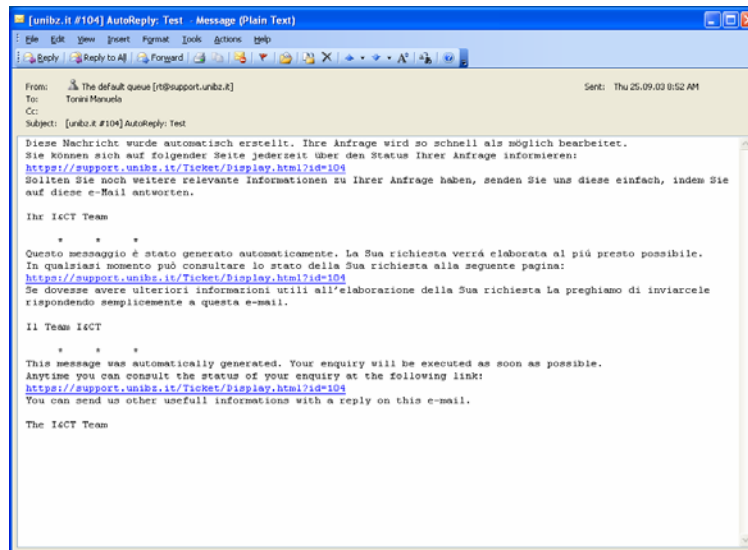 [unibz.it #104] AutoReply: Test - Message (Plain Text)
File Edit View Insert Format Tools Actions Help
Reply Reply to All Forward
From: The default queue [rt@support.unibz.it] Sent: Thu 25.09.03 8:52 AM
To: Tonini Manuela
Cc:
Subject: [unibz.it #104] AutoReply: Test
Diese Nachricht wurde automatisch erstellt. Ihre Anfrage wird so schnell als möglich bearbeitet.
Sie können sich auf folgender Seite jederzeit über den Status Ihrer Anfrage informieren:
https://support.unibz.it/Ticket/Display.html?id=104
Sollten Sie noch weitere relevante Informationen zu Ihrer Anfrage haben, senden Sie uns diese einfach, indem Sie
auf diese e-Mail antworten.
Ihr I&CT Team
* * *
Questo messaggio è stato generato automaticamente. La Sua richiesta verrá elaborata al piú presto possibile.
In qualsiasi momento puõ consultare lo stato della Sua richiesta alla seguente pagina:
https://support.unibz.it/Ticket/Display.html?id=104
Se dovesse avere ulteriori informazioni utili all'elaborazione della Sua richiesta La preghiamo di inviarcele
rispondendo semplicemente a questa e-mail.
Il Team I&CT
* * *
This message was automatically generated. Your enquiry will be executed as soon as possible.
Anytime you can consult the status of your enquiry at the following link:
https://support.unibz.it/Ticket/Display.html?id=104
You can send us other usefull informations with a reply on this e-mail.
The I&CT Team